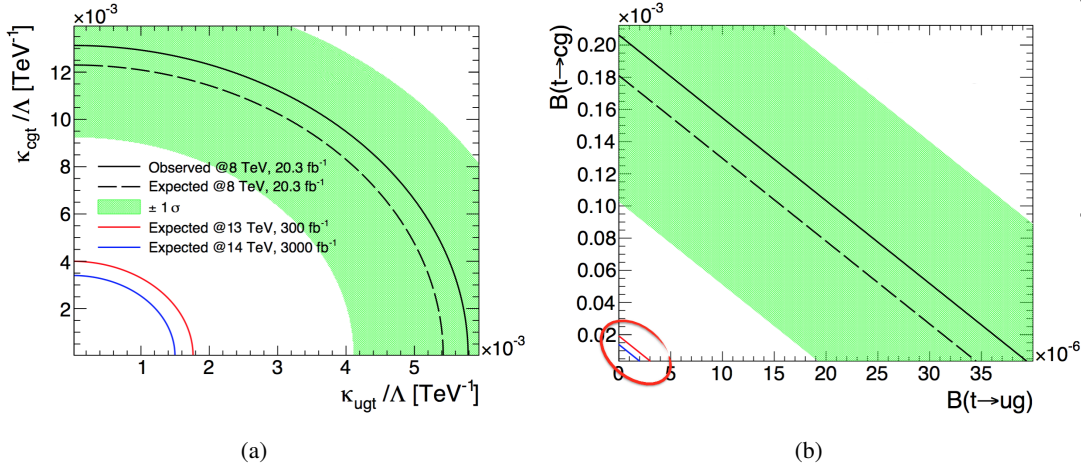 ×10⁻³
κcgt /Λ [TeV⁻¹]
12
10
8
6
4
2
Observed @8 TeV, 20.3 fb⁻¹
Expected @8 TeV, 20.3 fb⁻¹
± 1 σ
Expected @13 TeV, 300 fb⁻¹
Expected @14 TeV, 3000 fb⁻¹
1 2 3 4 5
×10⁻³
κugt /Λ [TeV⁻¹]
(a)
×10⁻³
B(t→cg)
0.20
0.18
0.16
0.14
0.12
0.10
0.08
0.06
0.04
0.02
0 5 10 15 20 25 30 35
×10⁻⁶
B(t→ug)
(b)